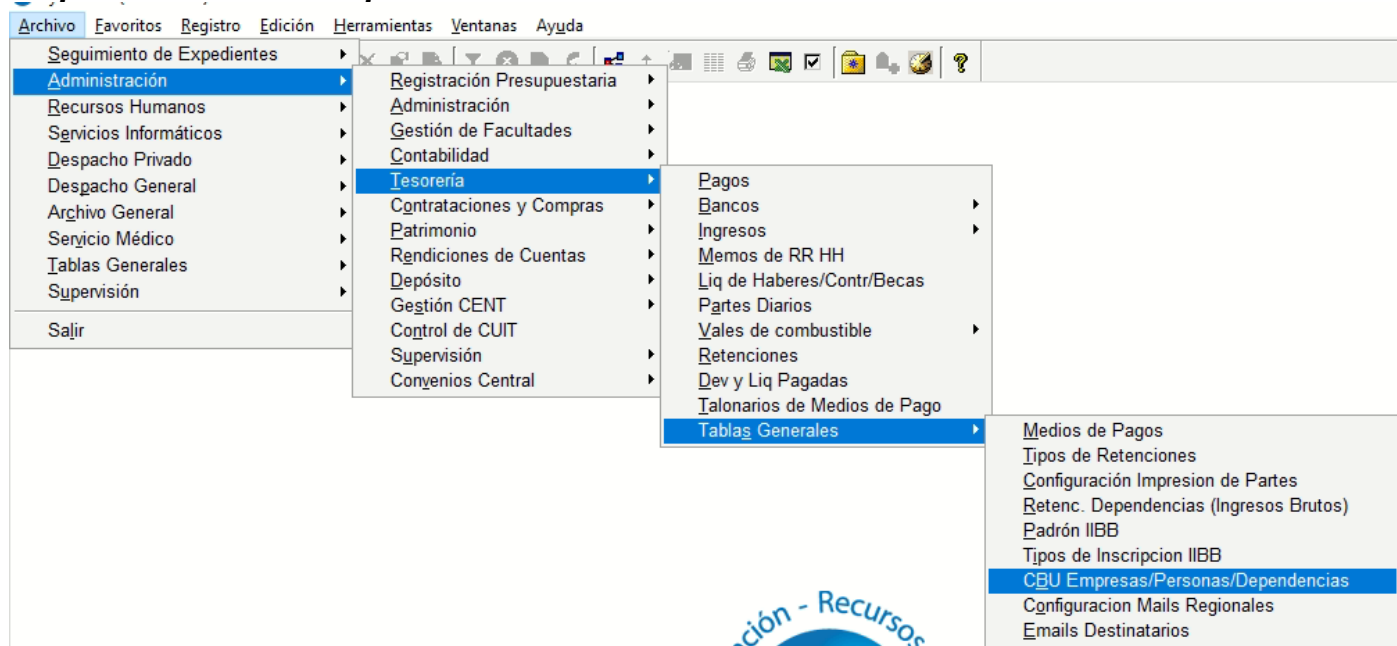 Archivo Favoritos Registro Edición Herramientas Ventanas Ayuda
Seguimiento de Expedientes
Administración
Recursos Humanos
Servicios Informáticos
Despacho Privado
Despacho General
Archivo General
Servicio Médico
Tablas Generales
Supervisión
Salir
Registración Presupuestaria
Administración
Gestión de Facultades
Contabilidad
Tesorería
Contrataciones y Compras
Patrimonio
Rendiciones de Cuentas
Depósito
Gestión CENT
Control de CUIT
Supervisión
Convenios Central
Pagos
Bancos
Ingresos
Memos de RR HH
Liq de Haberes/Contr/Becas
Partes Diarios
Vales de combustible
Retenciones
Dev y Liq Pagadas
Talonarios de Medios de Pago
Tablas Generales
Medios de Pagos
Tipos de Retenciones
Configuración Impresion de Partes
Retenc. Dependencias (Ingresos Brutos)
Padrón IIBB
Tipos de Inscripcion IIBB
CBU Empresas/Personas/Dependencias
Configuracion Mails Regionales
Emails Destinatarios
ción - Recursos